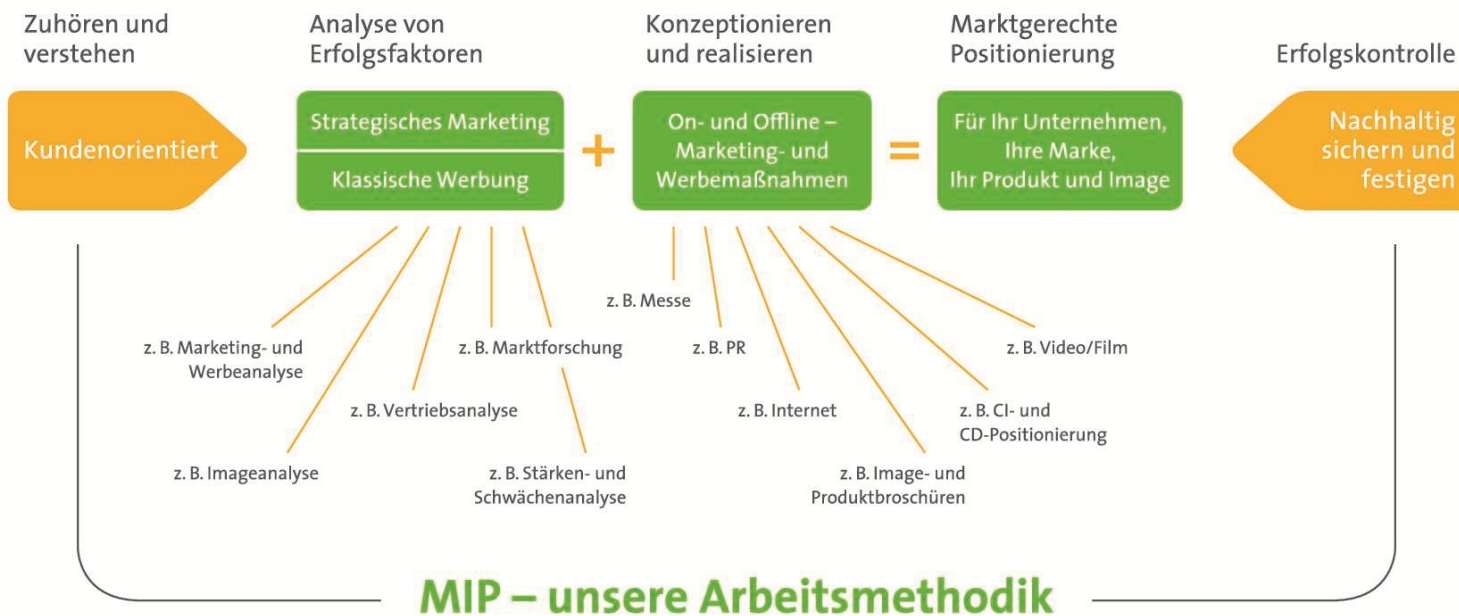 Zuhören und
verstehen
Analyse von
Erfolgsfaktoren
Konzeptionieren
und realisieren
Marktgerechte
Positionierung
Erfolgskontrolle
Kundenorientiert
Strategisches Marketing
Klassische Werbung
+
On- und Offline –
Marketing- und
Werbemaßnahmen
=
Für Ihr Unternehmen,
Ihre Marke,
Ihr Produkt und Image
Nachhaltig
sichern und
festigen
z. B. Marketing- und
Werbeanalyse
z. B. Imageanalyse
z. B. Vertriebsanalyse
z. B. Marktforschung
z. B. Stärken- und
Schwächenanalyse
z. B. Messe
z. B. PR
z. B. Internet
z. B. Image- und
Produktbroschüren
z. B. CI- und
CD-Positionierung
z. B. Video/Film
MIP – unsere Arbeitsmethodik